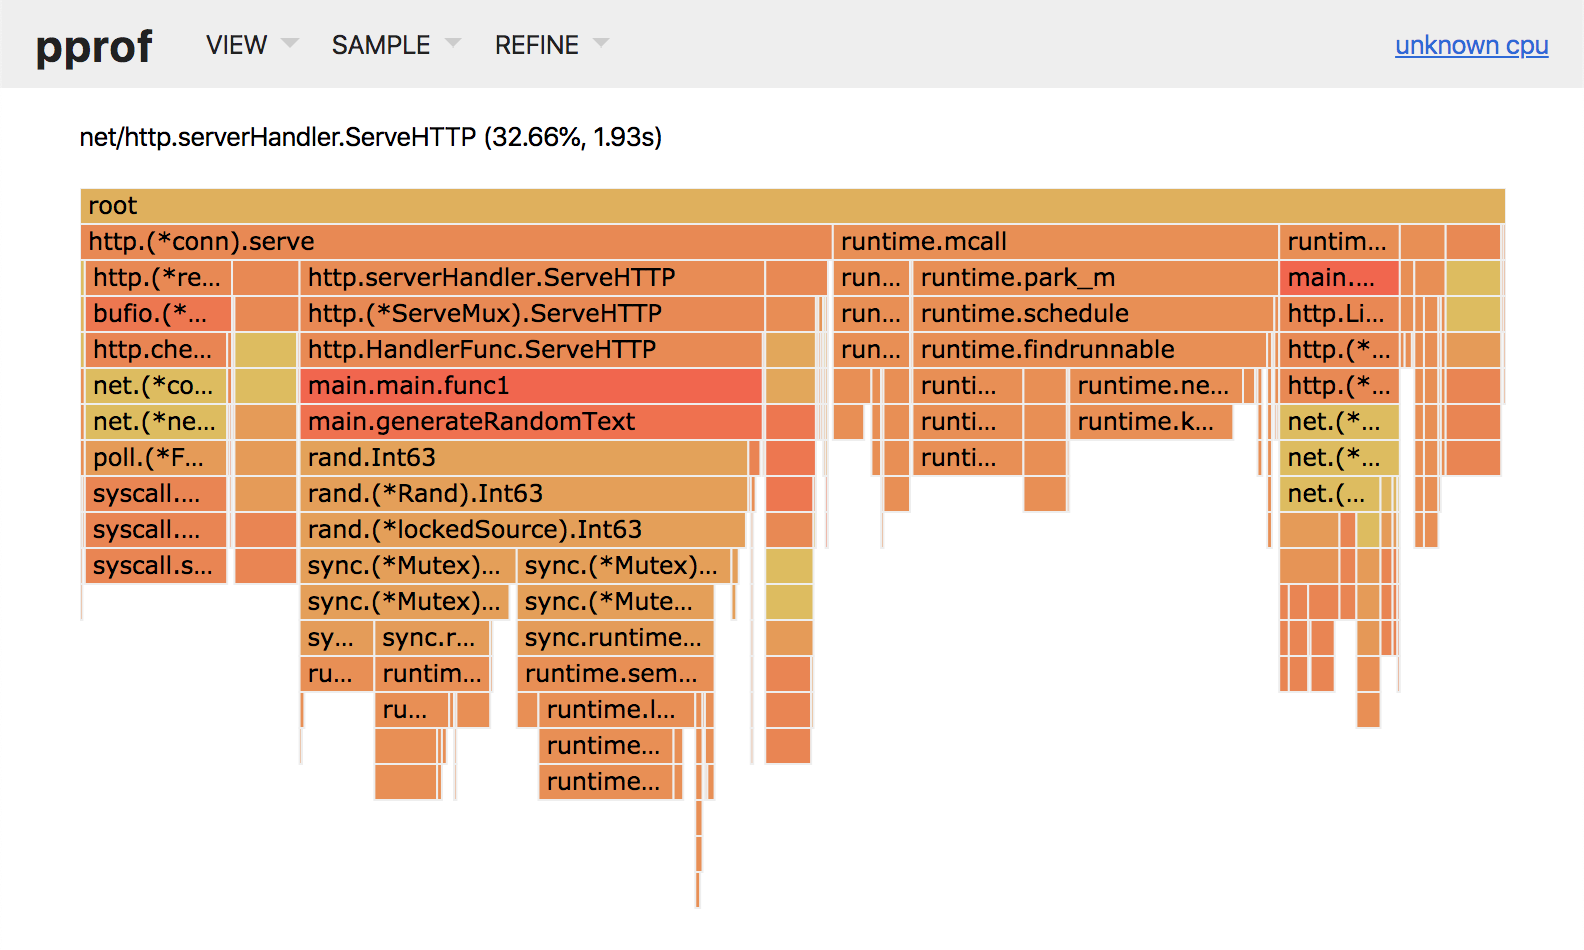 pprof VIEW SAMPLE REFINE unknown cpu
net/http.serverHandler.ServeHTTP (32.66%, 1.93s)
root
http.(*conn).serve runtime.mcall runtim...
http.(*re... http.serverHandler.ServeHTTP run... runtime.park_m main....
bufio.(*... http.(*ServeMux).ServeHTTP run... runtime.schedule http.Li...
http.che... http.HandlerFunc.ServeHTTP run... runtime.findrunnable http.(*...
net.(*co... main.main.func1 runti... runtime.ne... http.(*...
net.(*ne... main.generateRandomText runti... runtime.k... net.(*...
poll.(*F... rand.Int63 runti... net.(*...
syscall.... rand.(*Rand).Int63 net.(...
syscall.... rand.(*lockedSource).Int63
syscall.s... sync.(*Mutex)... sync.(*Mutex)...
sync.(*Mutex)... sync.(*Mute...
sy... sync.r... sync.runtime...
ru... runtim... runtime.sem...
ru... runtime.l...
runtime...
runtime...